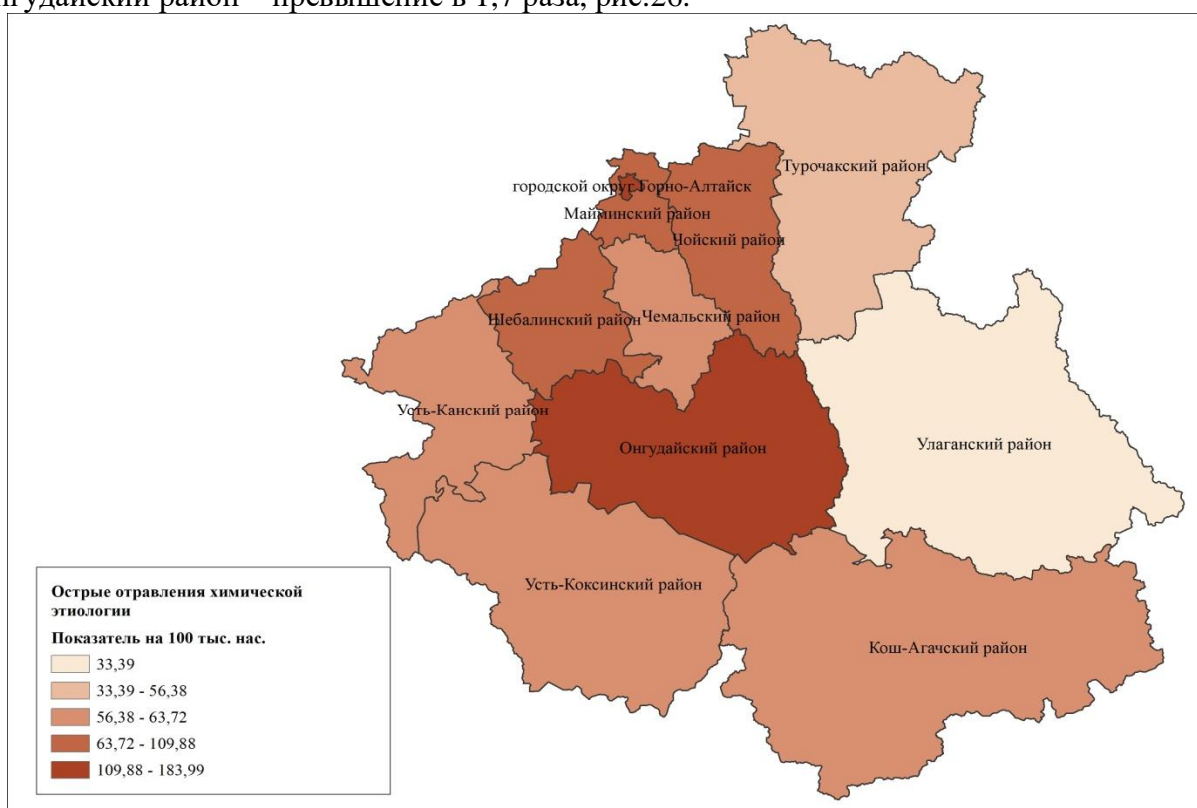 нгудайский район – превышение в 1,7 раза, рис.26.
Турочакский район
городской округ Горно-Алтайск
Майминский район
Чойский район
Шебалинский район
Чемальский район
Усть-Канский район
Онгудайский район
Улаганский район
Усть-Коксинский район
Кош-Агачский район
Острые отравления химической
этиологии
Показатель на 100 тыс. нас.
33,39
33,39 - 56,38
56,38 - 63,72
63,72 - 109,88
109,88 - 183,99